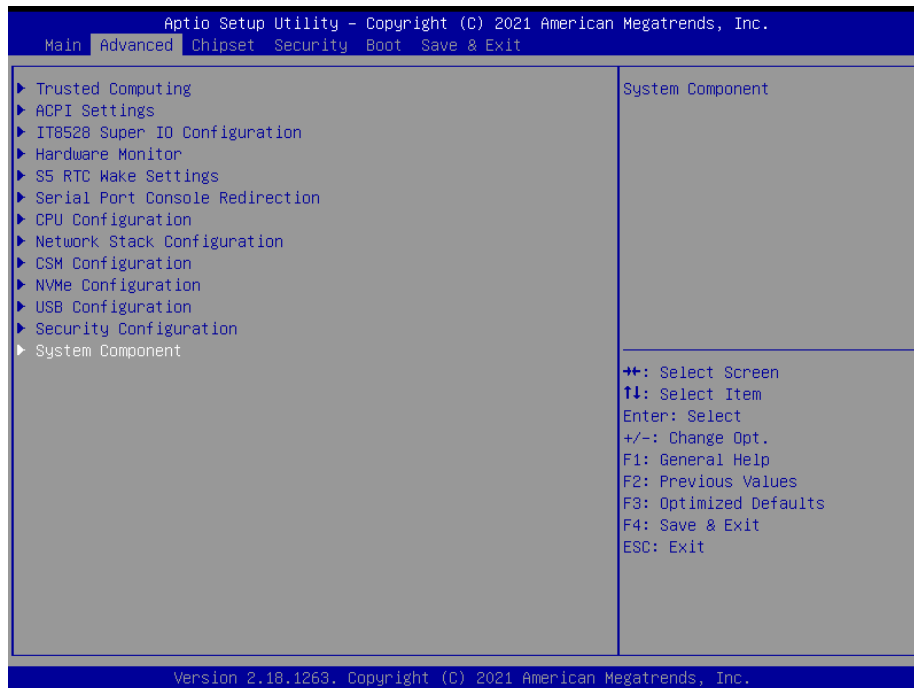 Aptio Setup Utility – Copyright (C) 2021 American Megatrends, Inc.
Main Advanced Chipset Security Boot Save & Exit
▶ Trusted Computing
▶ ACPI Settings
▶ IT8528 Super IO Configuration
▶ Hardware Monitor
▶ S5 RTC Wake Settings
▶ Serial Port Console Redirection
▶ CPU Configuration
▶ Network Stack Configuration
▶ CSM Configuration
▶ NVMe Configuration
▶ USB Configuration
▶ Security Configuration
▶ System Component
System Component
→←: Select Screen
↑↓: Select Item
Enter: Select
+/-: Change Opt.
F1: General Help
F2: Previous Values
F3: Optimized Defaults
F4: Save & Exit
ESC: Exit
Version 2.18.1263. Copyright (C) 2021 American Megatrends, Inc.